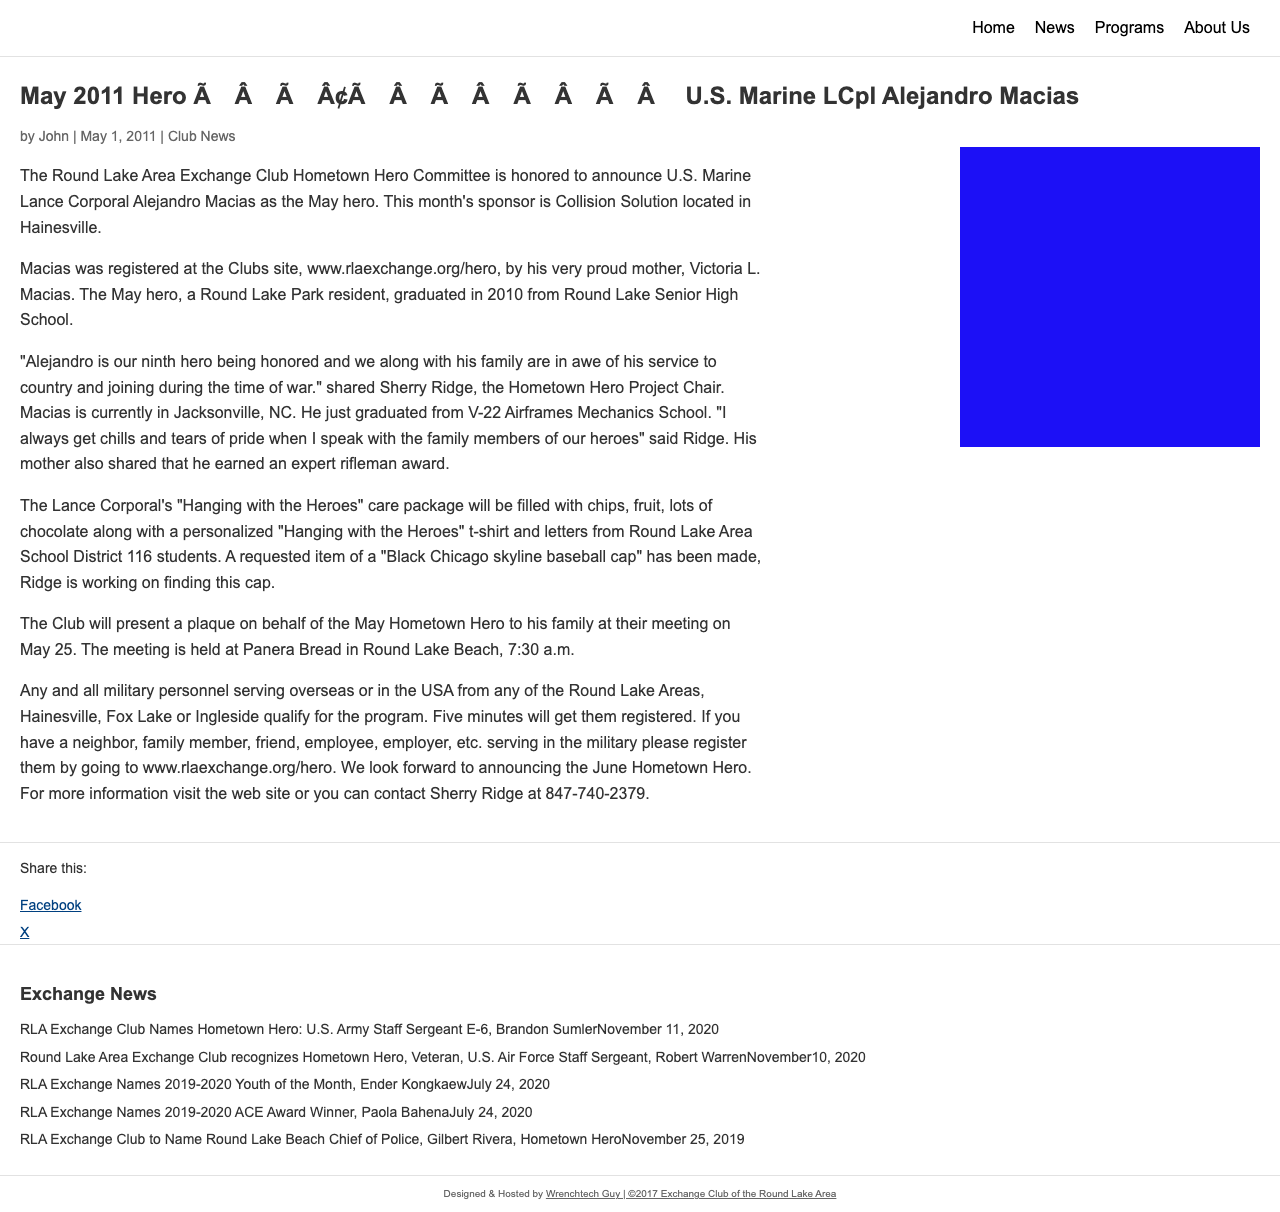 Home News Programs About Us
May 2011 Hero Ã Â Ã Â¢Ã Â Ã Â Ã Â Ã Â U.S. Marine LCpl Alejandro Macias
by John | May 1, 2011 | Club News
The Round Lake Area Exchange Club Hometown Hero Committee is honored to announce U.S. Marine
Lance Corporal Alejandro Macias as the May hero. This month's sponsor is Collision Solution located in
Hainesville.
Macias was registered at the Clubs site, www.rlaexchange.org/hero, by his very proud mother, Victoria L.
Macias. The May hero, a Round Lake Park resident, graduated in 2010 from Round Lake Senior High
School.
"Alejandro is our ninth hero being honored and we along with his family are in awe of his service to
country and joining during the time of war." shared Sherry Ridge, the Hometown Hero Project Chair.
Macias is currently in Jacksonville, NC. He just graduated from V-22 Airframes Mechanics School. "I
always get chills and tears of pride when I speak with the family members of our heroes" said Ridge. His
mother also shared that he earned an expert rifleman award.
The Lance Corporal's "Hanging with the Heroes" care package will be filled with chips, fruit, lots of
chocolate along with a personalized "Hanging with the Heroes" t-shirt and letters from Round Lake Area
School District 116 students. A requested item of a "Black Chicago skyline baseball cap" has been made,
Ridge is working on finding this cap.
The Club will present a plaque on behalf of the May Hometown Hero to his family at their meeting on
May 25. The meeting is held at Panera Bread in Round Lake Beach, 7:30 a.m.
Any and all military personnel serving overseas or in the USA from any of the Round Lake Areas,
Hainesville, Fox Lake or Ingleside qualify for the program. Five minutes will get them registered. If you
have a neighbor, family member, friend, employee, employer, etc. serving in the military please register
them by going to www.rlaexchange.org/hero. We look forward to announcing the June Hometown Hero.
For more information visit the web site or you can contact Sherry Ridge at 847-740-2379.
Share this:
Facebook
X
Exchange News
RLA Exchange Club Names Hometown Hero: U.S. Army Staff Sergeant E-6, Brandon SumlerNovember 11, 2020
Round Lake Area Exchange Club recognizes Hometown Hero, Veteran, U.S. Air Force Staff Sergeant, Robert WarrenNovember10, 2020
RLA Exchange Names 2019-2020 Youth of the Month, Ender KongkaewJuly 24, 2020
RLA Exchange Names 2019-2020 ACE Award Winner, Paola BahenaJuly 24, 2020
RLA Exchange Club to Name Round Lake Beach Chief of Police, Gilbert Rivera, Hometown HeroNovember 25, 2019
Designed & Hosted by Wrenchtech Guy | ©2017 Exchange Club of the Round Lake Area